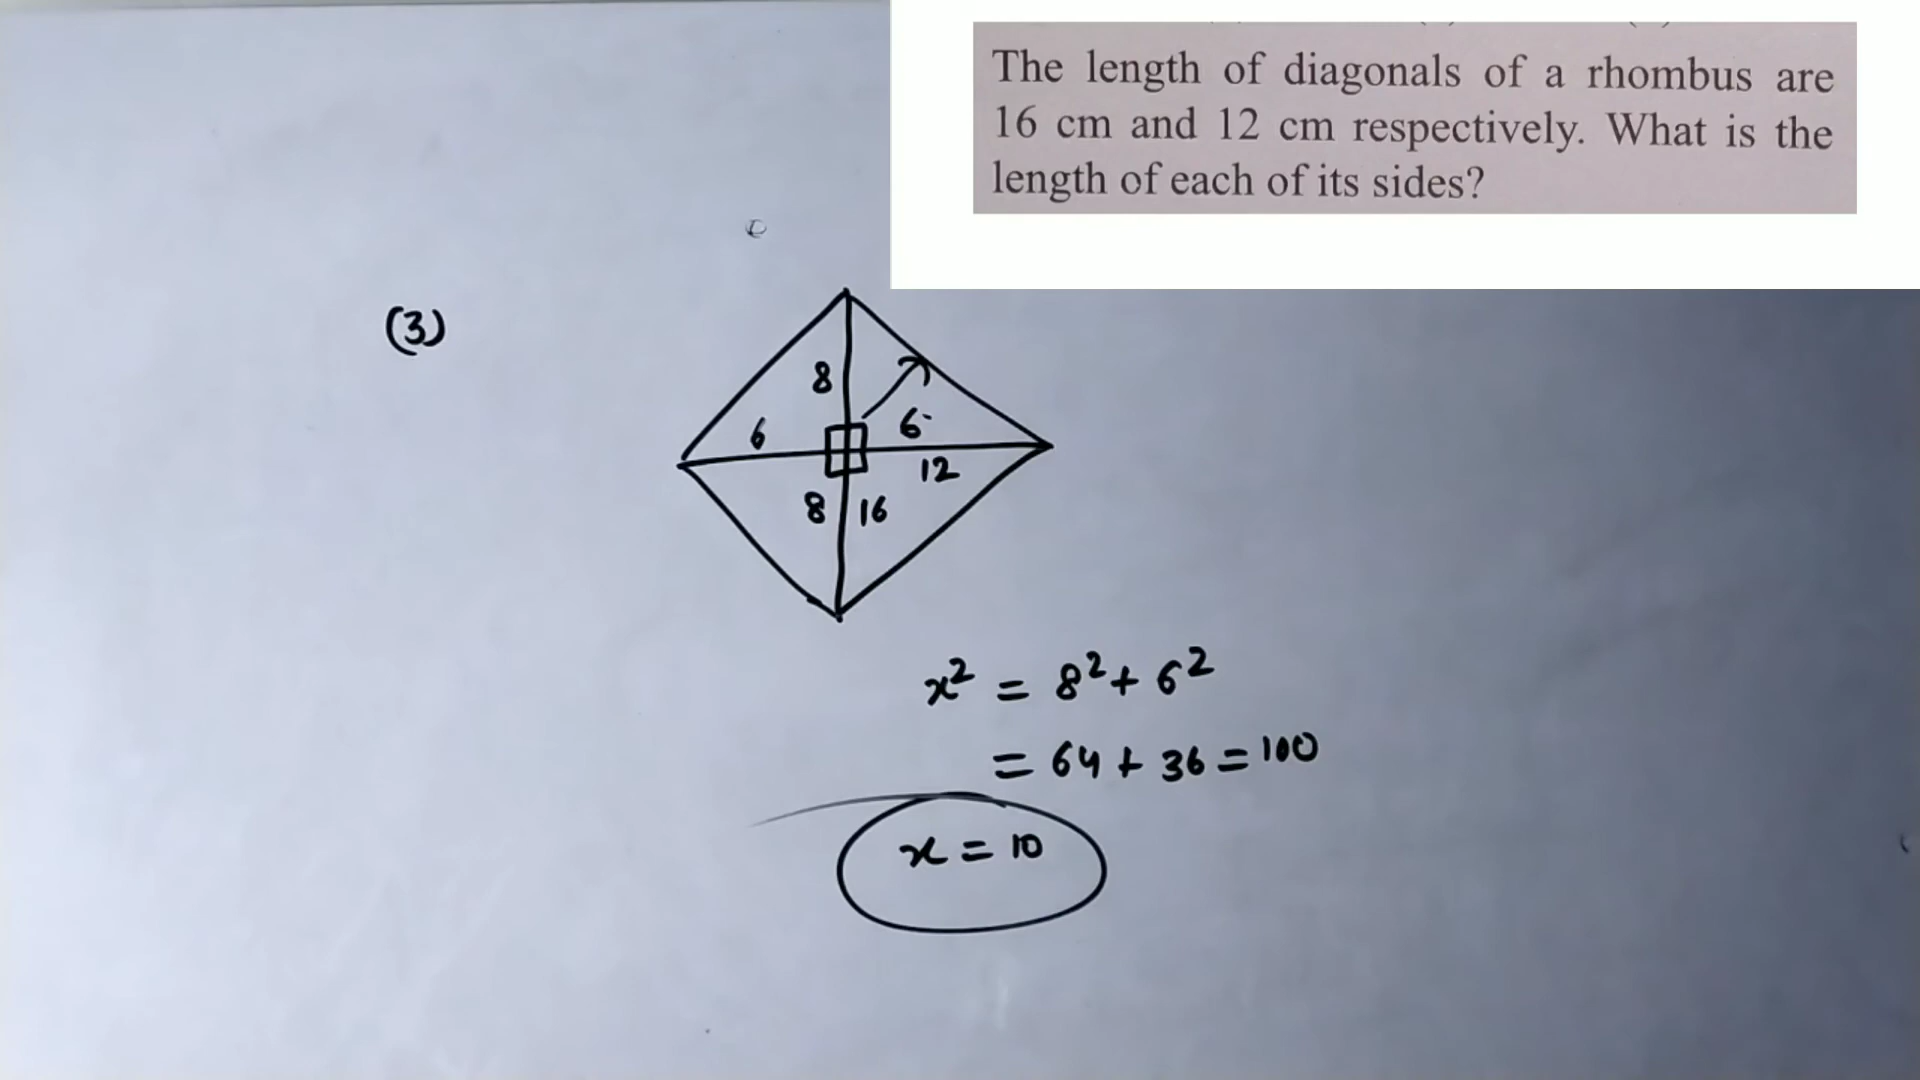 The length of diagonals of a rhombus are
16 cm and 12 cm respectively. What is the
length of each of its sides?
(3)
8
6 6
12
8 16
x² = 8² + 6²
= 64 + 36 = 100
x = 10